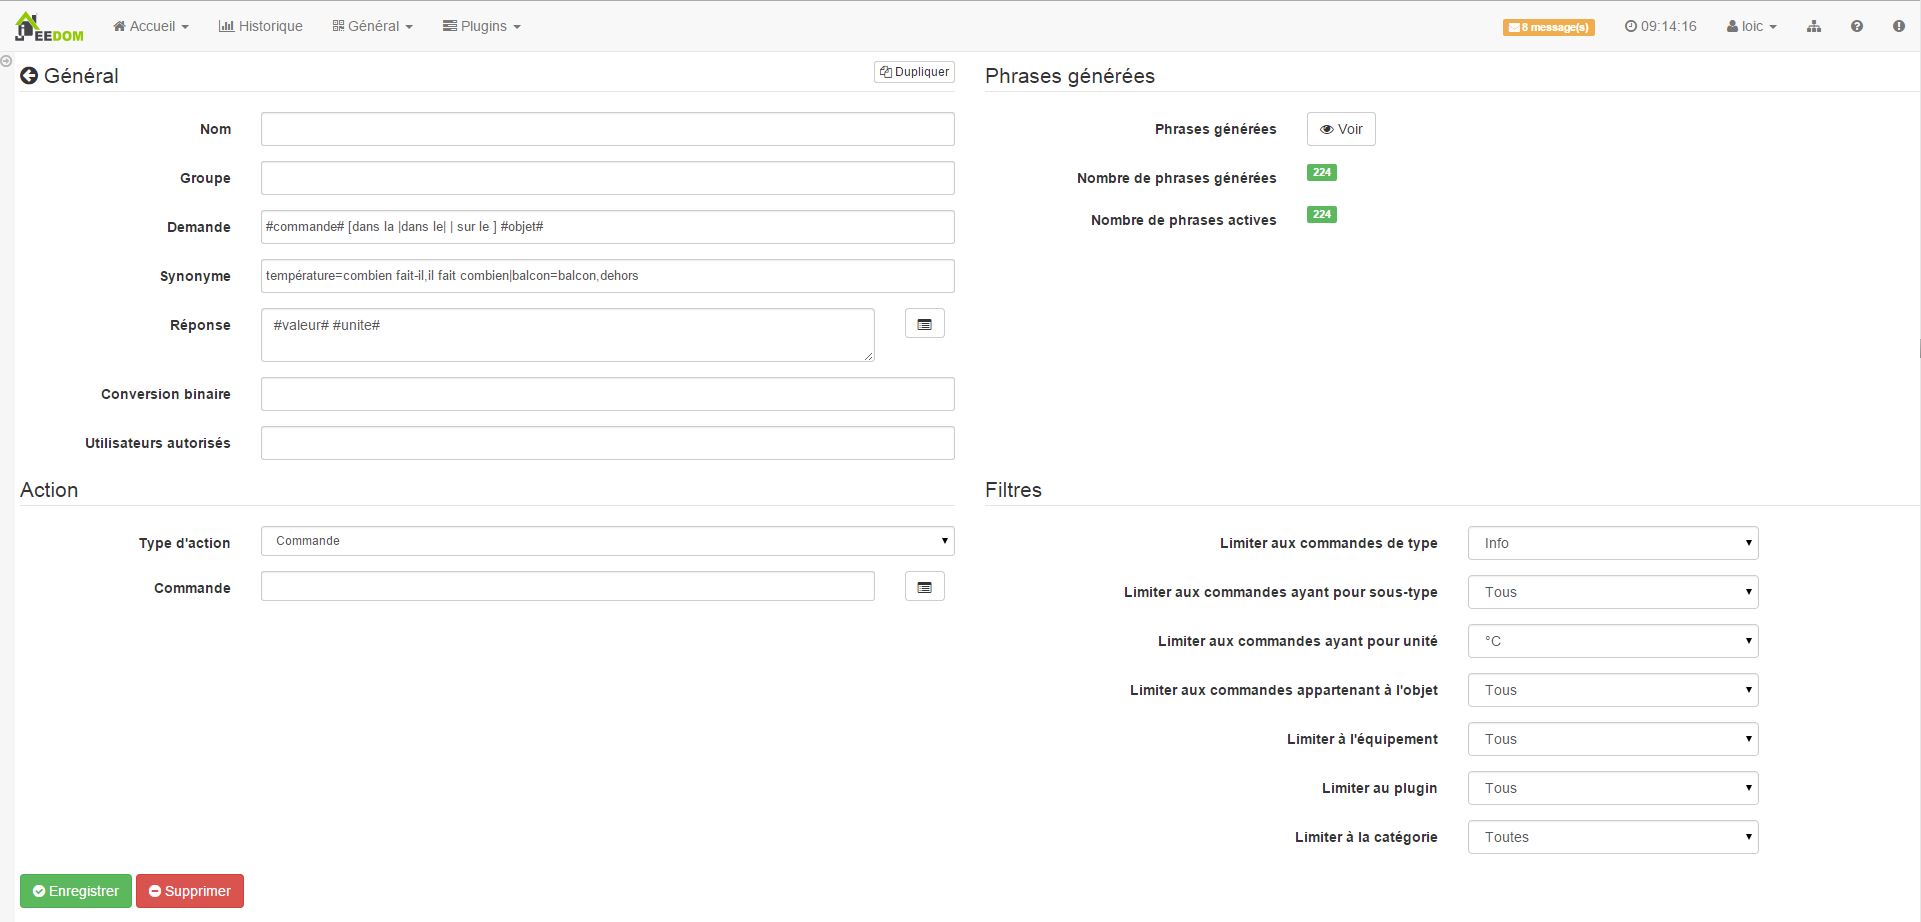 JEEDOM
Accueil
Historique
Général
Plugins
8 message(s)
09:14:16
loic
Général
Dupliquer
Nom
Groupe
Demande
#commande# [dans la |dans le| | sur le ] #objet#
Synonyme
température=combien fait-il,il fait combien|balcon=balcon,dehors
Réponse
#valeur# #unite#
Conversion binaire
Utilisateurs autorisés
Phrases générées
Phrases générées
Voir
Nombre de phrases générées
224
Nombre de phrases actives
224
Action
Type d'action
Commande
Commande
Filtres
Limiter aux commandes de type
Info
Limiter aux commandes ayant pour sous-type
Tous
Limiter aux commandes ayant pour unité
°C
Limiter aux commandes appartenant à l'objet
Tous
Limiter à l'équipement
Tous
Limiter au plugin
Tous
Limiter à la catégorie
Toutes
Enregistrer
Supprimer